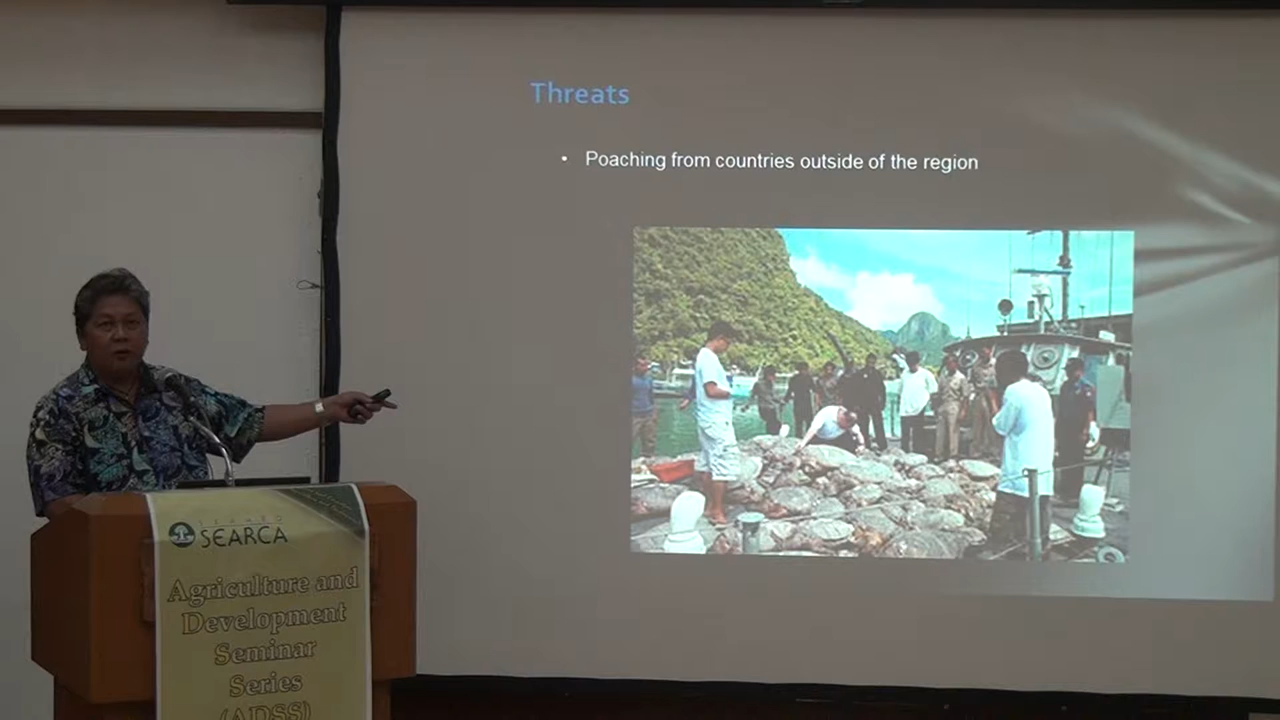 Threats
• Poaching from countries outside of the region
SEARCA
Agriculture and
Development
Seminar
Series
(ADSS)